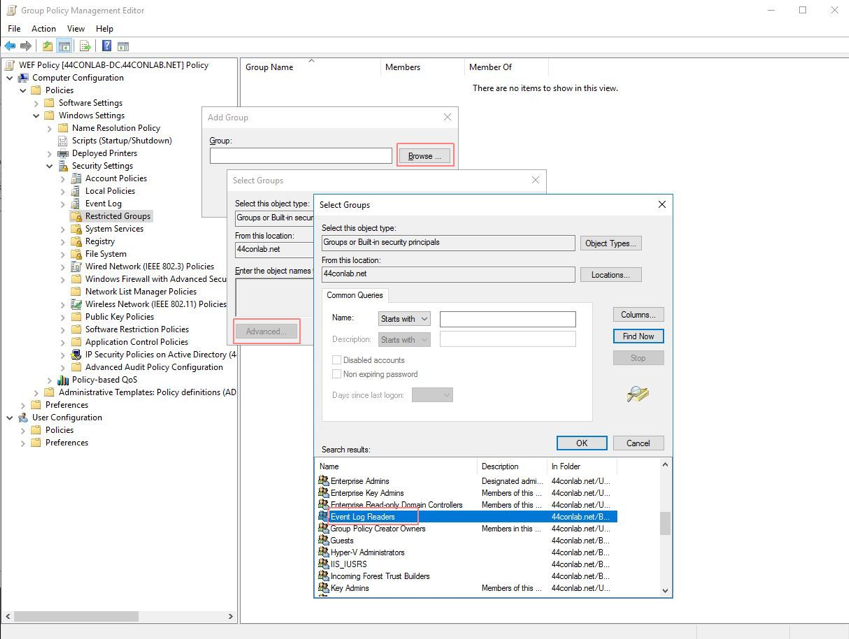 Group Policy Management Editor
File Action View Help
WEF Policy [44CONLAB-DC.44CONLAB.NET] Policy
Computer Configuration
Policies
Software Settings
Windows Settings
Name Resolution Policy
Scripts (Startup/Shutdown)
Deployed Printers
Security Settings
Account Policies
Local Policies
Event Log
Restricted Groups
System Services
Registry
File System
Wired Network (IEEE 802.3) Policies
Windows Firewall with Advanced Secu
Network List Manager Policies
Wireless Network (IEEE 802.11) Policies
Public Key Policies
Software Restriction Policies
Application Control Policies
IP Security Policies on Active Directory (4
Advanced Audit Policy Configuration
Policy-based QoS
Administrative Templates: Policy definitions (AD
Preferences
User Configuration
Policies
Preferences
Group Name Members Member Of
There are no items to show in this view.
Add Group
Group:
Browse ...
Select Groups
Select this object type:
Groups or Built-in secur
From this location:
44conlab.net
Enter the object names
Advanced...
Select Groups
Select this object type:
Groups or Built-in security principals
Object Types...
From this location:
44conlab.net
Locations...
Common Queries
Name: Starts with
Description: Starts with
Disabled accounts
Non expiring password
Days since last logon:
Columns...
Find Now
Stop
OK Cancel
Search results:
Name Description In Folder
Enterprise Admins Designated admi... 44conlab.net/U...
Enterprise Key Admins Members of this ... 44conlab.net/U...
Enterprise Read-only Domain Controllers Members of this ... 44conlab.net/U...
Event Log Readers 44conlab.net/B...
Group Policy Creator Owners Members in this ... 44conlab.net/U...
Guests 44conlab.net/B...
Hyper-V Administrators 44conlab.net/B...
IIS_IUSRS 44conlab.net/B...
Incoming Forest Trust Builders 44conlab.net/B...
Key Admins Members of this ... 44conlab.net/U...